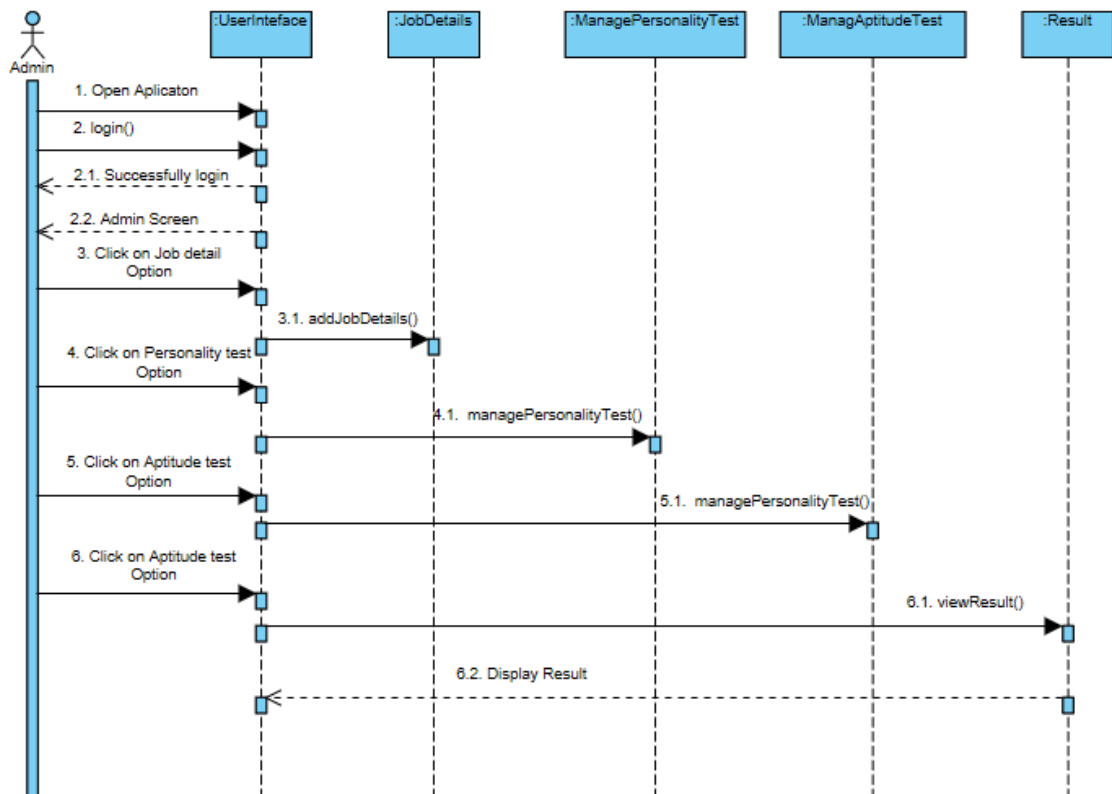 :UserInteface
:JobDetails
:ManagePersonalityTest
:ManagAptitudeTest
:Result
Admin
1. Open Aplicaton
2. login()
2.1. Successfully login
2.2. Admin Screen
3. Click on Job detail
Option
3.1. addJobDetails()
4. Click on Personality test
Option
4.1. managePersonalityTest()
5. Click on Aptitude test
Option
5.1. managePersonalityTest()
6. Click on Aptitude test
Option
6.1. viewResult()
6.2. Display Result